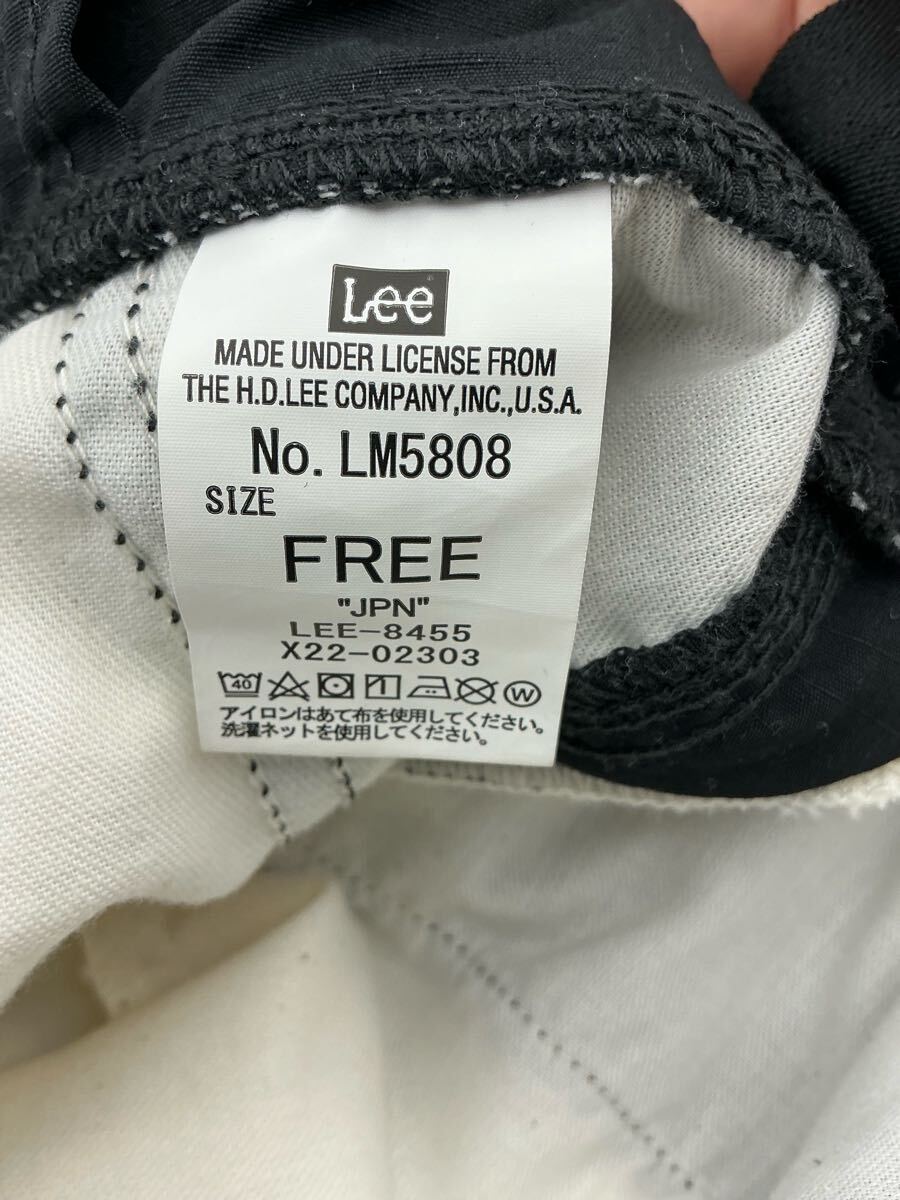 Lee
MADE UNDER LICENSE FROM
THE H.D.LEE COMPANY,INC.,U.S.A.
No. LM5808
SIZE
FREE
"JPN"
LEE-8455
X22-02303
40 1 W
アイロンはあて布を使用してください。
洗濯ネットを使用してください。